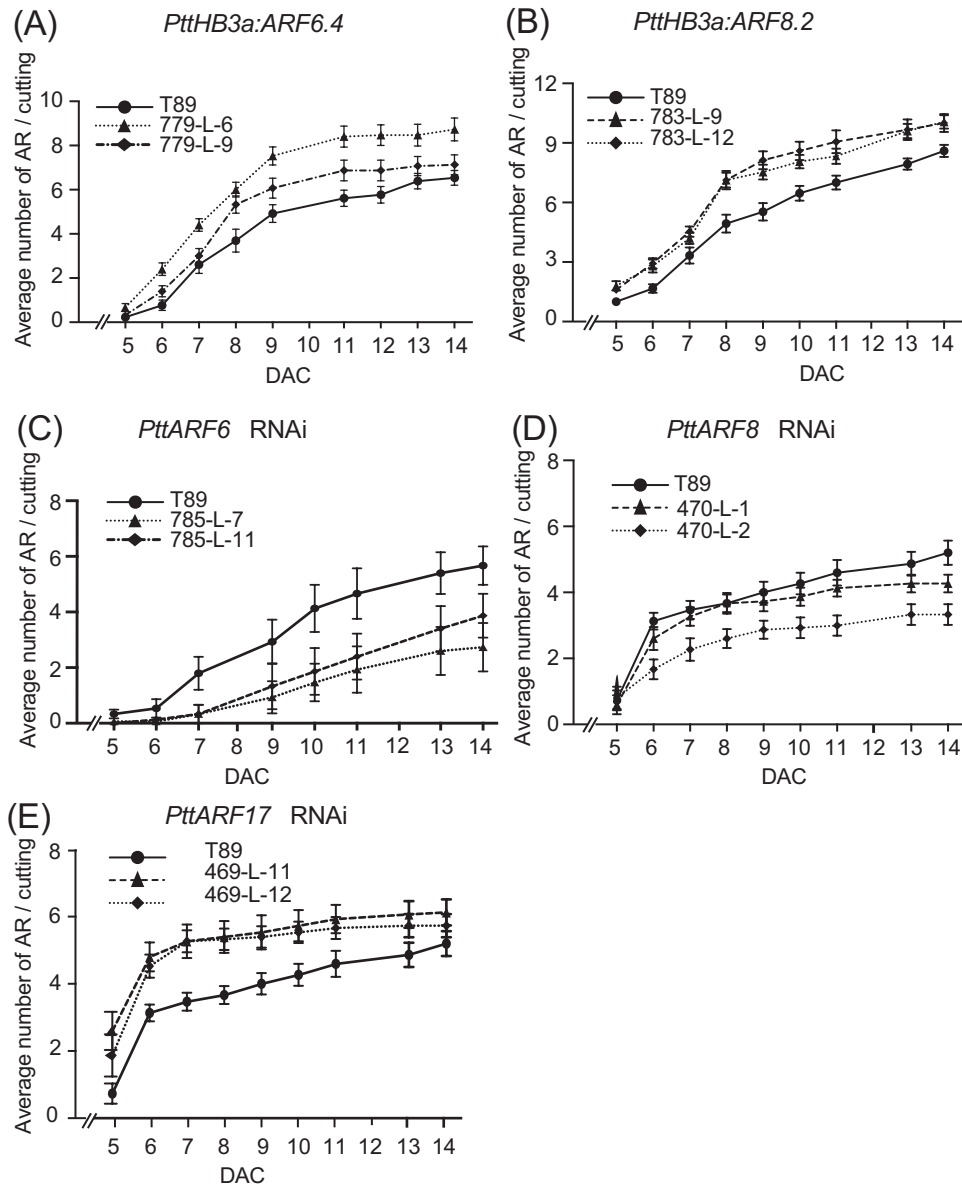 (A)
PttHB3a:ARF6.4
Average number of AR / cutting
10
8
6
4
2
0
T89
779-L-6
779-L-9
5 6 7 8 9 10 11 12 13 14
DAC
(B)
PttHB3a:ARF8.2
Average number of AR / cutting
12
9
6
3
0
T89
783-L-9
783-L-12
5 6 7 8 9 10 11 12 13 14
DAC
(C)
PttARF6 RNAi
Average number of AR / cutting
8
6
4
2
0
T89
785-L-7
785-L-11
5 6 7 9 10 11 12 13 14
DAC
(D)
PttARF8 RNAi
Average number of AR / cutting
8
6
4
2
0
T89
470-L-1
470-L-2
5 6 7 8 9 10 11 12 13 14
DAC
(E)
PttARF17 RNAi
Average number of AR / cutting
8
6
4
2
0
T89
469-L-11
469-L-12
5 6 7 8 9 10 11 12 13 14
DAC